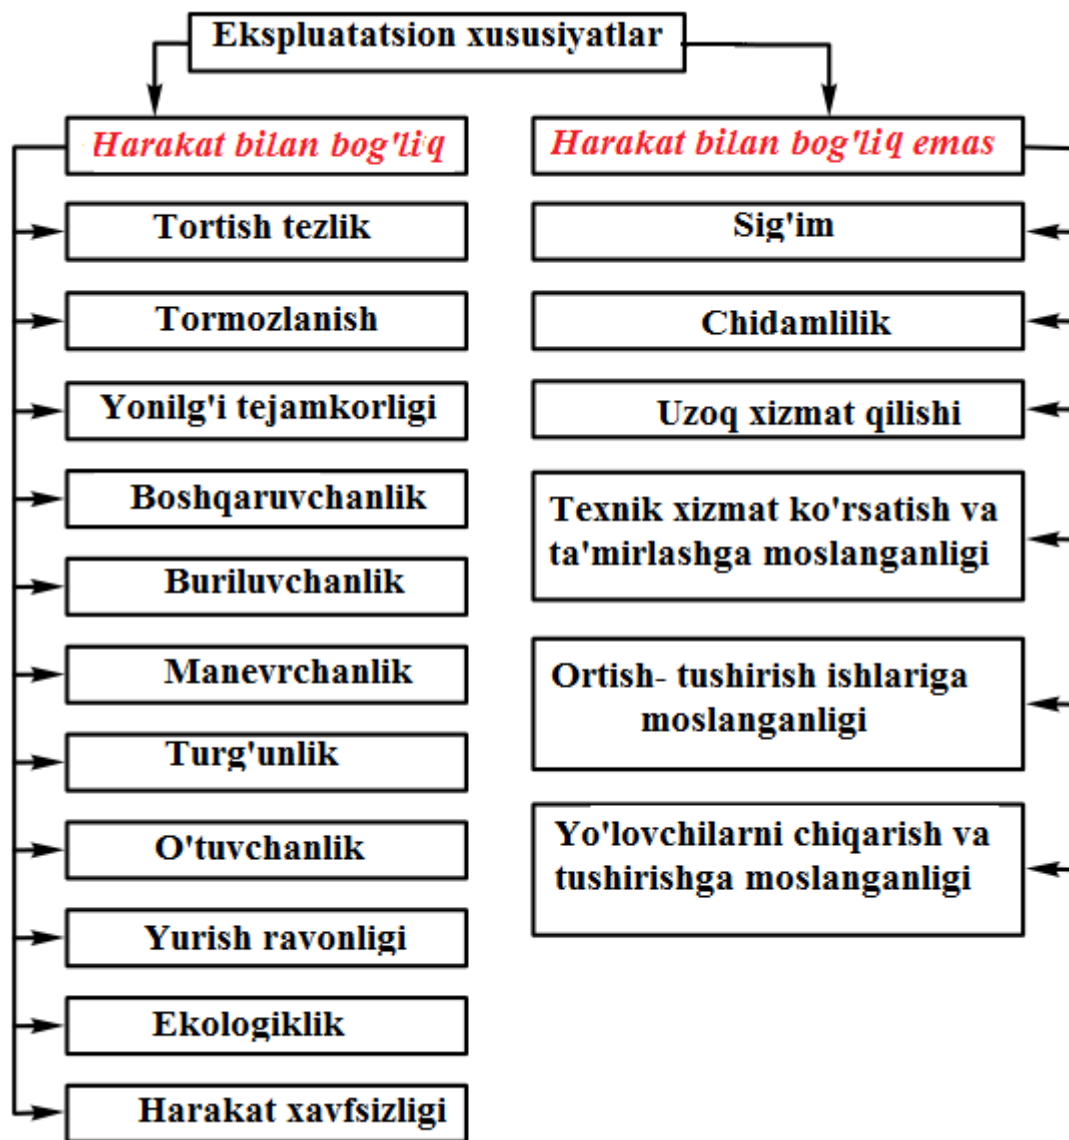 Ekspluatatsion xususiyatlar
Harakat bilan bog'liq
Tortish tezlik
Tormozlanish
Yonilg'i tejamkorligi
Boshqaruvchanlik
Buriluvchanlik
Manevrchanlik
Turg'unlik
O'tuvchanlik
Yurish ravonligi
Ekologiklik
Harakat xavfsizligi
Harakat bilan bog'liq emas
Sig'im
Chidamlilik
Uzoq xizmat qilishi
Texnik xizmat ko'rsatish va
ta'mirlashga moslanganligi
Ortish- tushirish ishlariga
moslanganligi
Yo'lovchilarni chiqarish va
tushirishga moslanganligi